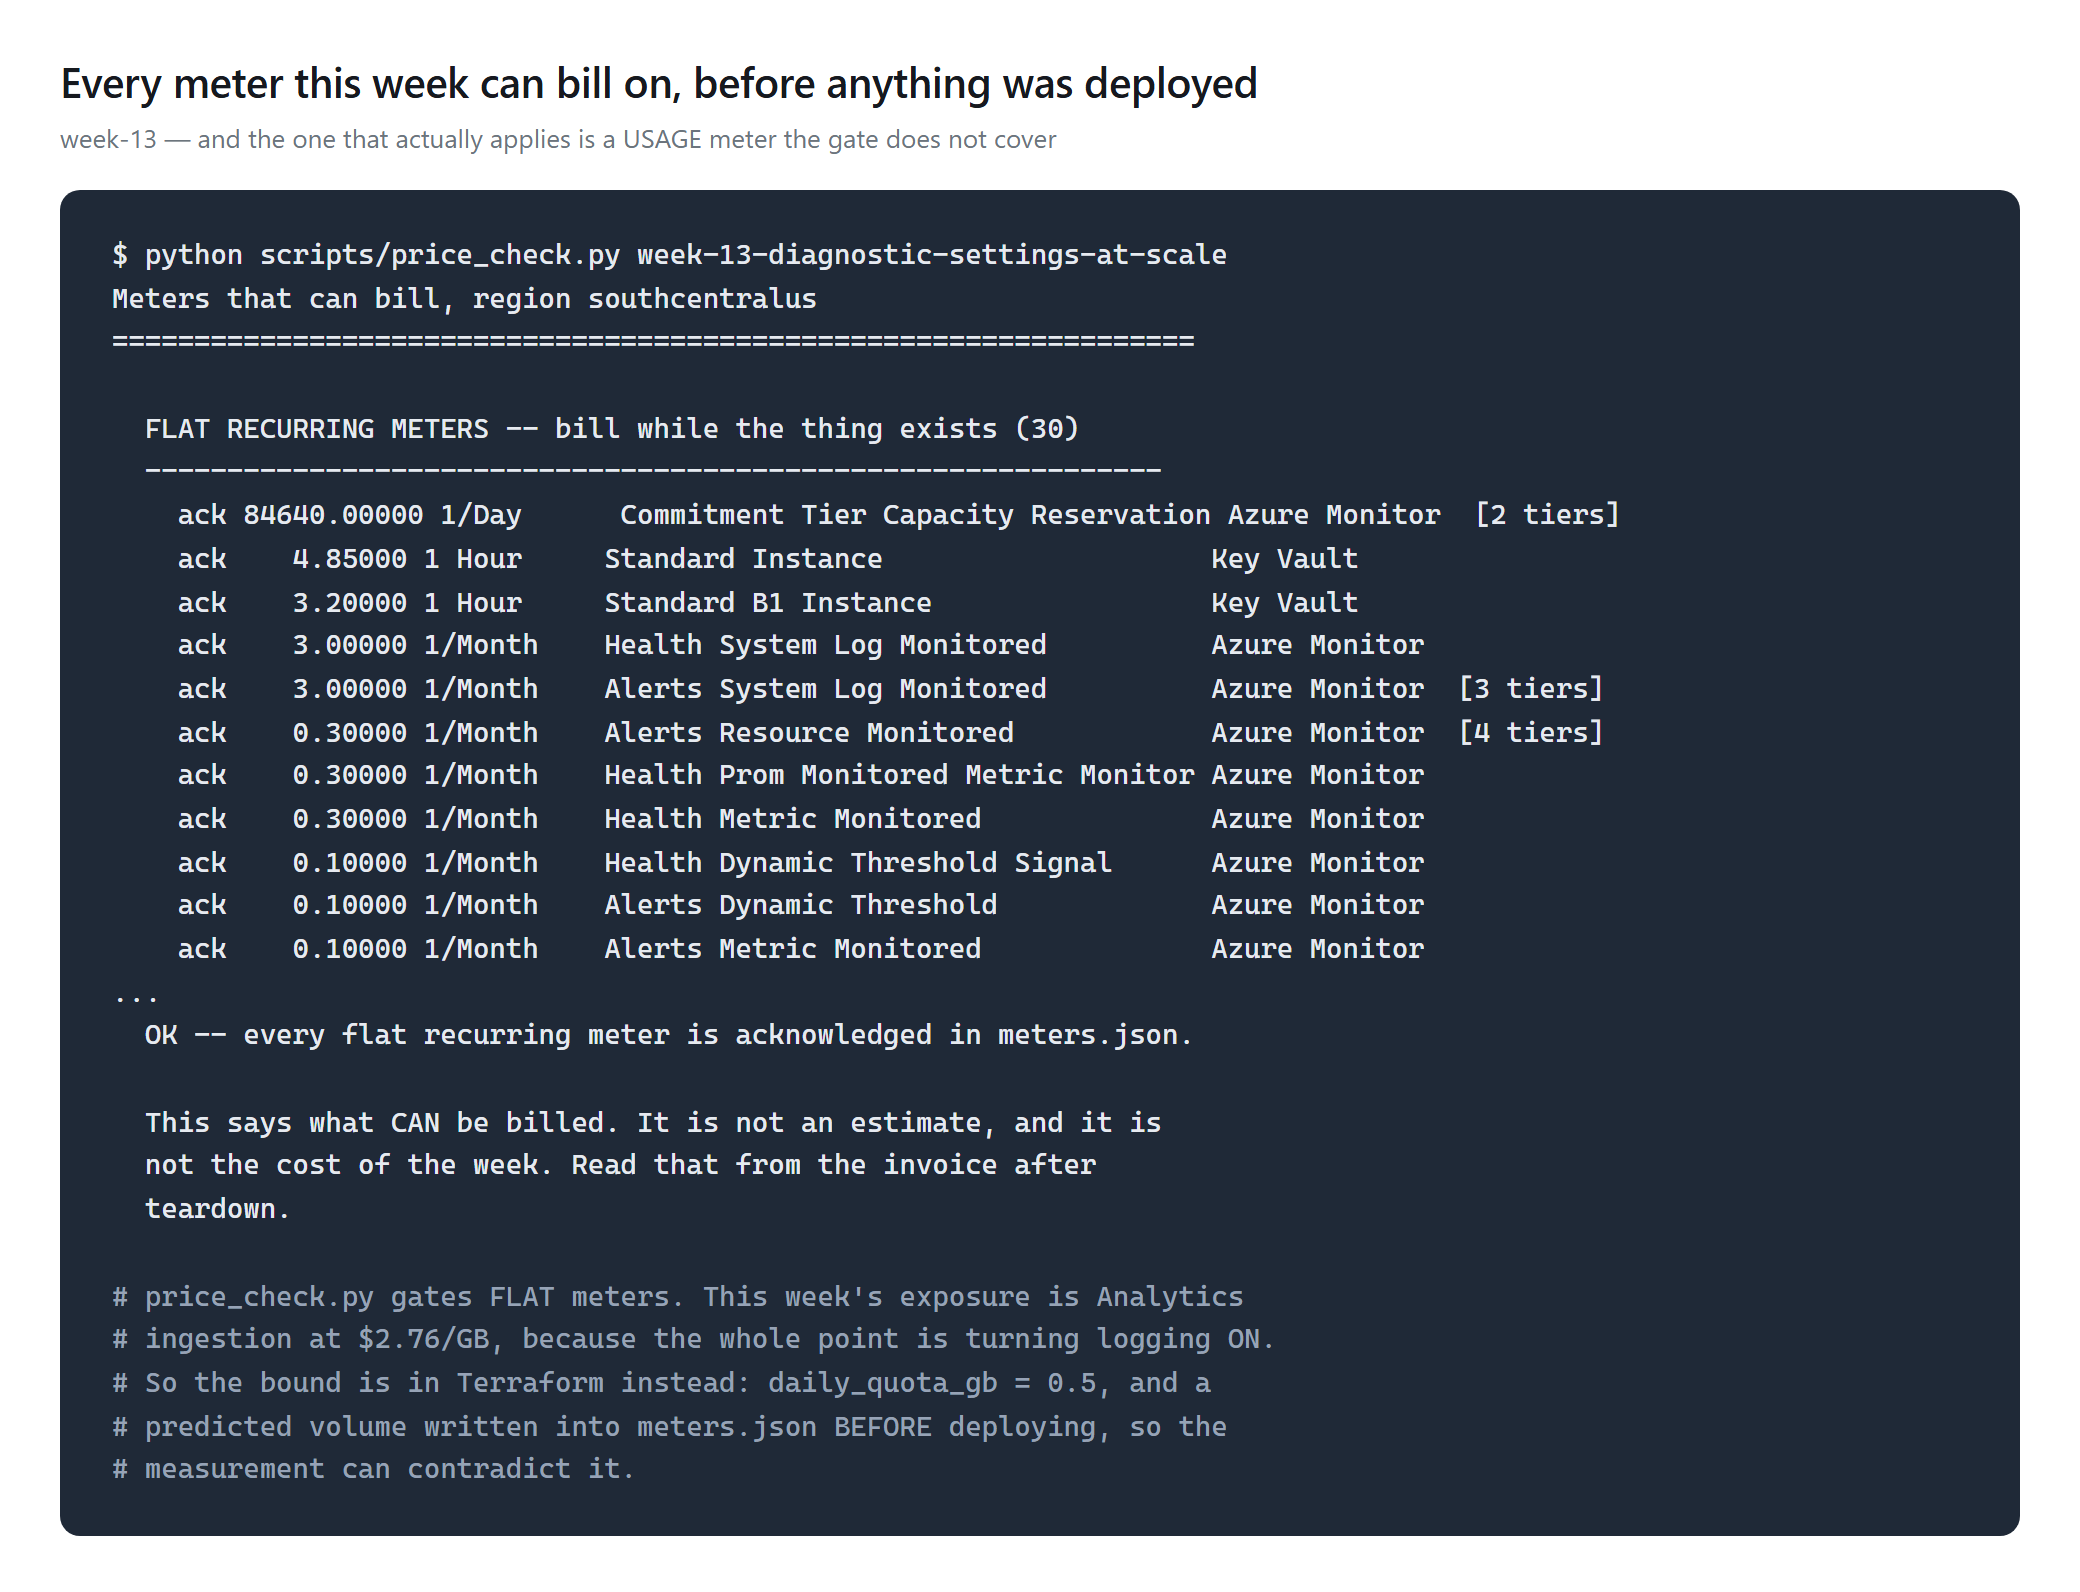 Every meter this week can bill on, before anything was deployed
week-13 — and the one that actually applies is a USAGE meter the gate does not cover
$ python scripts/price_check.py week-13-diagnostic-settings-at-scale
Meters that can bill, region southcentralus
==================================================================
FLAT RECURRING METERS -- bill while the thing exists (30)
--------------------------------------------------------------
ack 84640.00000 1/Day      Commitment Tier Capacity Reservation Azure Monitor  [2 tiers]
ack    4.85000 1 Hour     Standard Instance                    Key Vault
ack    3.20000 1 Hour     Standard B1 Instance                 Key Vault
ack    3.00000 1/Month    Health System Log Monitored          Azure Monitor
ack    3.00000 1/Month    Alerts System Log Monitored          Azure Monitor  [3 tiers]
ack    0.30000 1/Month    Alerts Resource Monitored            Azure Monitor  [4 tiers]
ack    0.30000 1/Month    Health Prom Monitored Metric Monitor Azure Monitor
ack    0.30000 1/Month    Health Metric Monitored              Azure Monitor
ack    0.10000 1/Month    Health Dynamic Threshold Signal      Azure Monitor
ack    0.10000 1/Month    Alerts Dynamic Threshold             Azure Monitor
ack    0.10000 1/Month    Alerts Metric Monitored              Azure Monitor
...
OK -- every flat recurring meter is acknowledged in meters.json.
This says what CAN be billed. It is not an estimate, and it is
not the cost of the week. Read that from the invoice after
teardown.
# price_check.py gates FLAT meters. This week's exposure is Analytics
# ingestion at $2.76/GB, because the whole point is turning logging ON.
# So the bound is in Terraform instead: daily_quota_gb = 0.5, and a
# predicted volume written into meters.json BEFORE deploying, so the
# measurement can contradict it.